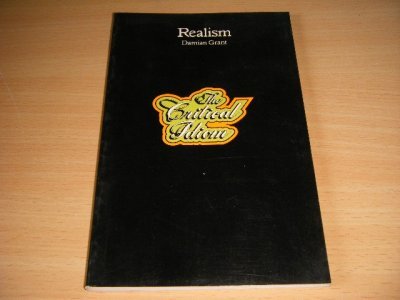 Realism
Damian Grant
The
Critical
Idiom